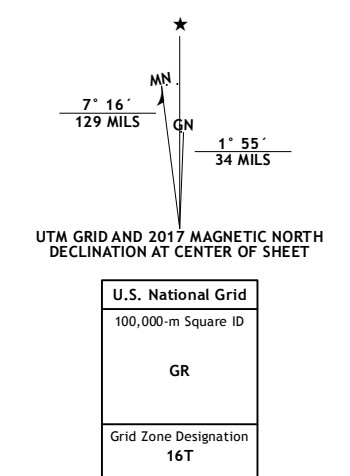 ★
MN
7° 16´
129 MILS
GN
1° 55´
34 MILS
UTM GRID AND 2017 MAGNETIC NORTH
DECLINATION AT CENTER OF SHEET
U.S. National Grid
100,000-m Square ID
GR
Grid Zone Designation
16T